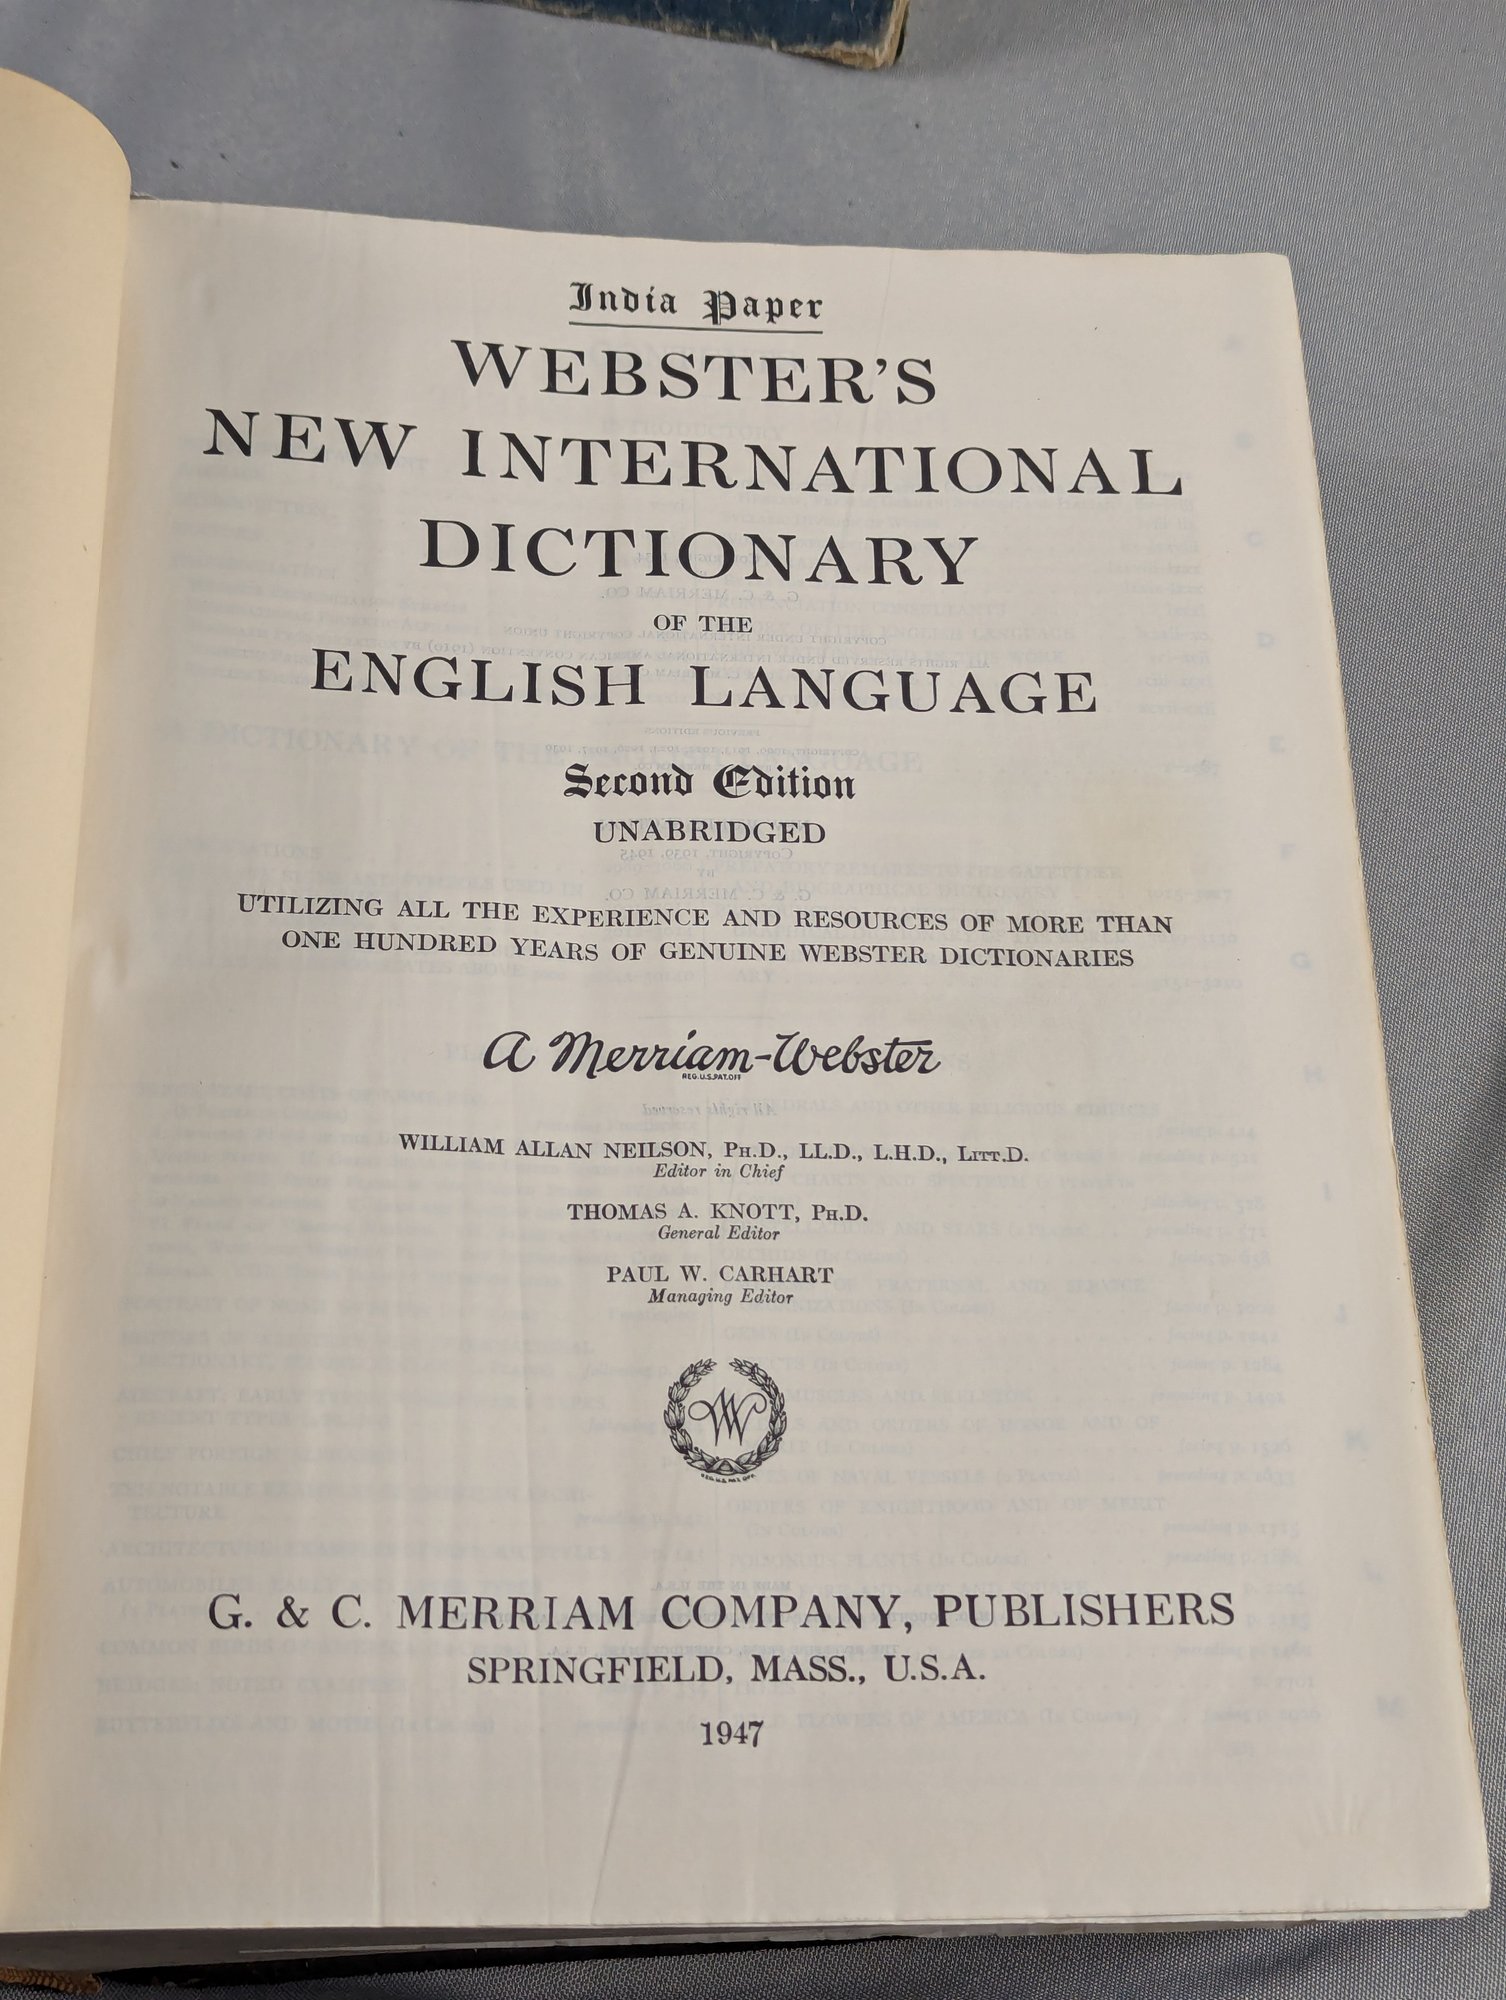 India Paper
WEBSTER'S
NEW INTERNATIONAL
DICTIONARY
OF THE
ENGLISH LANGUAGE
Second Edition
UNABRIDGED
UTILIZING ALL THE EXPERIENCE AND RESOURCES OF MORE THAN
ONE HUNDRED YEARS OF GENUINE WEBSTER DICTIONARIES
A Merriam-Webster
REG.U.S.PAT.OFF.
WILLIAM ALLAN NEILSON, PH.D., LL.D., L.H.D., LITT.D.
Editor in Chief
THOMAS A. KNOTT, PH.D.
General Editor
PAUL W. CARHART
Managing Editor
W
REG. U.S. PAT. OFF.
G. & C. MERRIAM COMPANY, PUBLISHERS
SPRINGFIELD, MASS., U.S.A.
1947